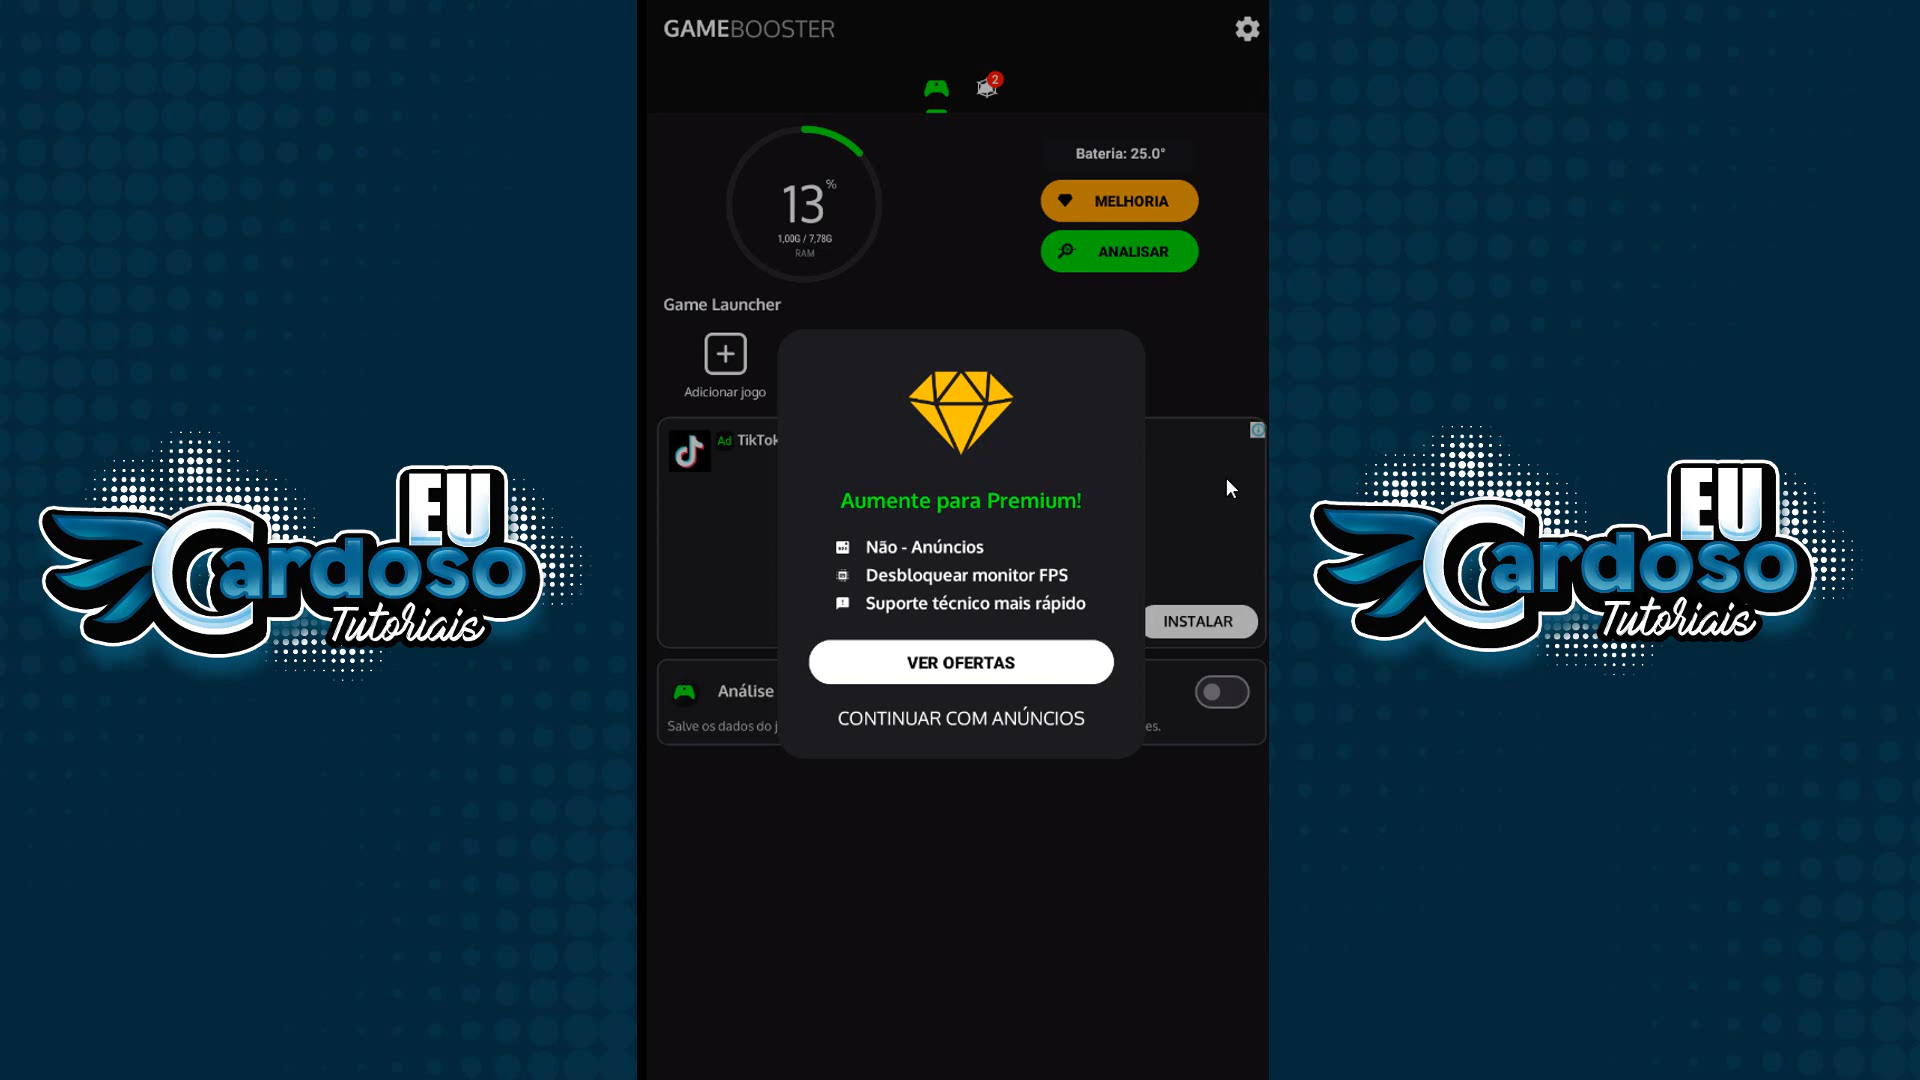 GAMEBOOSTER
2
13%
1,00G / 7,78G
RAM
Bateria: 25.0°
MELHORIA
ANALISAR
Game Launcher
Adicionar jogo
Ad TikTok
INSTALAR
Aumente para Premium!
Não - Anúncios
Desbloquear monitor FPS
Suporte técnico mais rápido
VER OFERTAS
CONTINUAR COM ANÚNCIOS
Análise
Salve os dados do j
es.
EU
Cardoso
Tutoriais
EU
Cardoso
Tutoriais